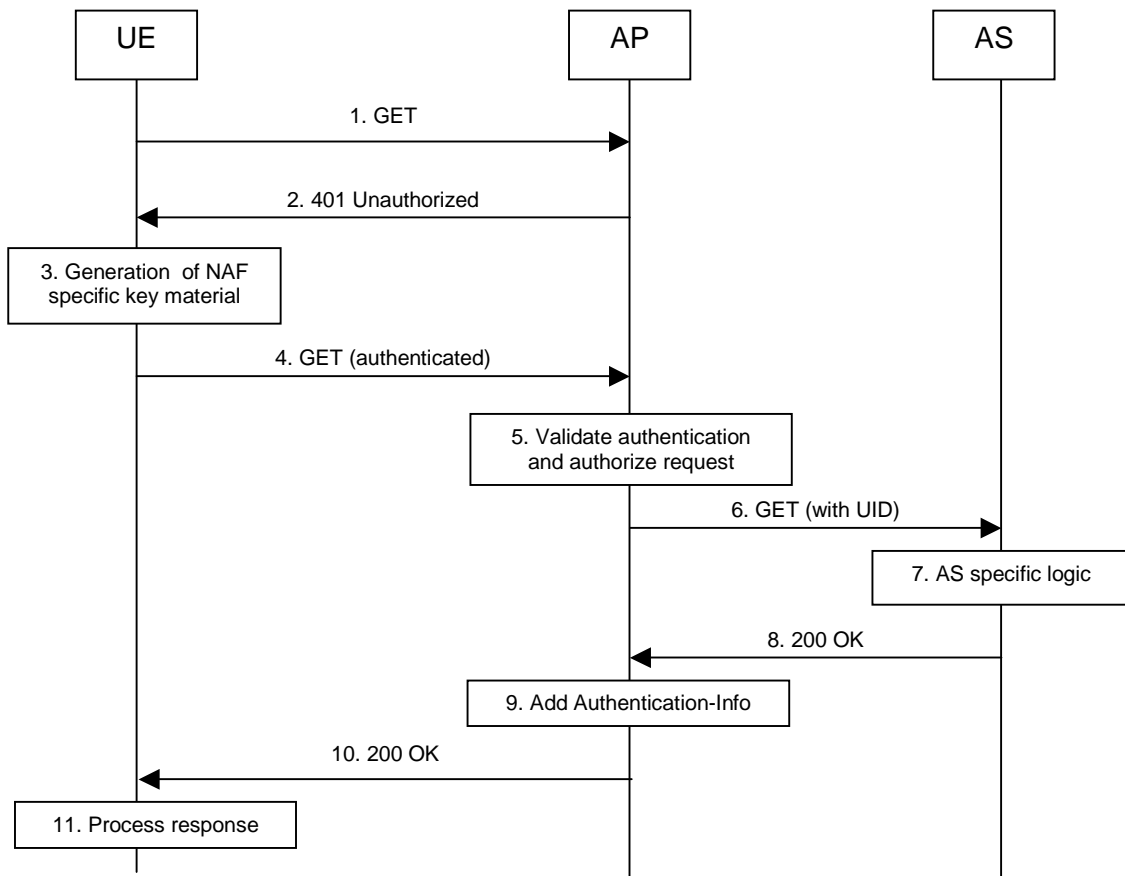 UE
AP
AS
1. GET
2. 401 Unauthorized
3. Generation of NAF
specific key material
4. GET (authenticated)
5. Validate authentication
and authorize request
6. GET (with UID)
7. AS specific logic
8. 200 OK
9. Add Authentication-Info
10. 200 OK
11. Process response